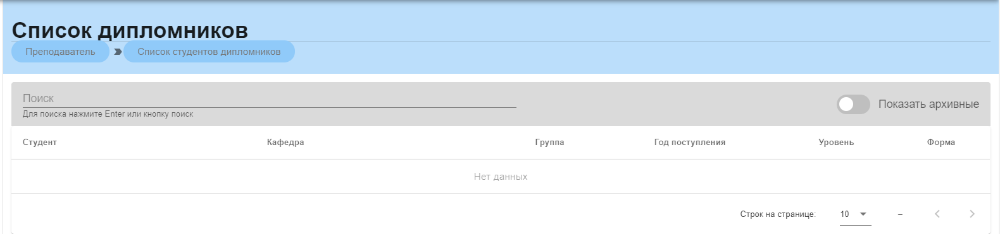 Список дипломников
Преподаватель Список студентов дипломников
Поиск
Для поиска нажмите Enter или кнопку поиск
Показать архивные
Студент Кафедра Группа Год поступления Уровень Форма
Нет данных
Строк на странице: 10 –